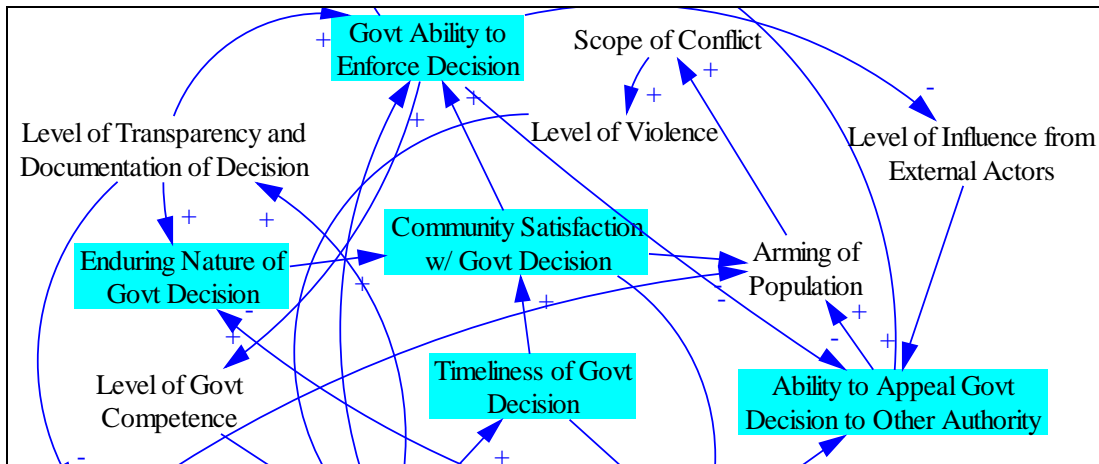 Govt Ability to
Enforce Decision
Scope of Conflict
+
+
-
+
+
+
Level of Transparency and
Documentation of Decision
Level of Violence
Level of Influence from
External Actors
+
+
Enduring Nature of
Govt Decision
Community Satisfaction
w/ Govt Decision
Arming of
Population
+
-
-
-
+
+
+
-
+
Level of Govt
Competence
Timeliness of Govt
Decision
Ability to Appeal Govt
Decision to Other Authority
-
+